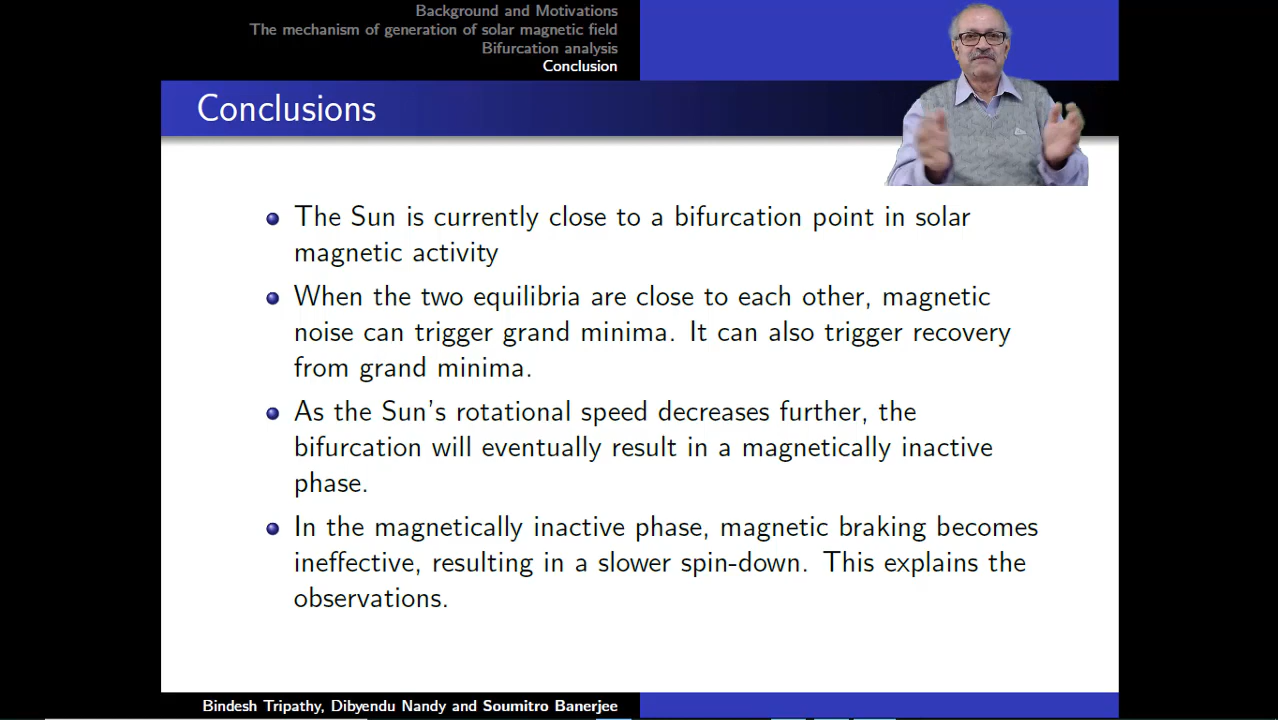 Background and Motivations
The mechanism of generation of solar magnetic field
Bifurcation analysis
Conclusion
Conclusions
The Sun is currently close to a bifurcation point in solar
magnetic activity
When the two equilibria are close to each other, magnetic
noise can trigger grand minima. It can also trigger recovery
from grand minima.
As the Sun's rotational speed decreases further, the
bifurcation will eventually result in a magnetically inactive
phase.
In the magnetically inactive phase, magnetic braking becomes
ineffective, resulting in a slower spin-down. This explains the
observations.
Bindesh Tripathy, Dibyendu Nandy and Soumitro Banerjee